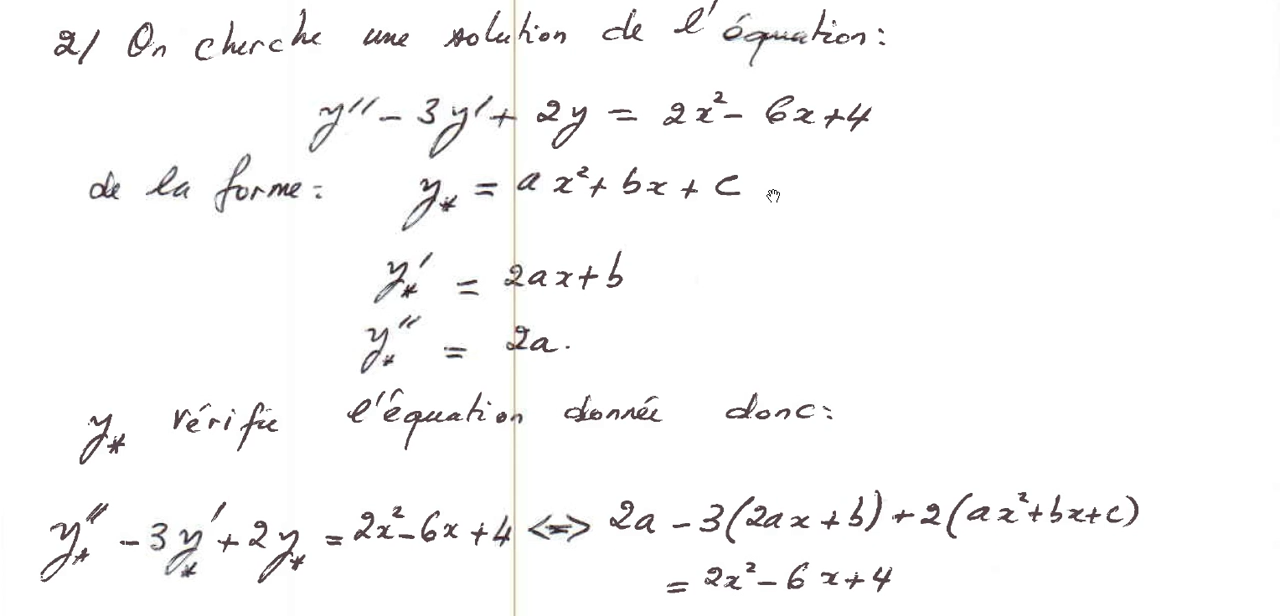 2/ On cherche une solution de l'équation:
y'' - 3y' + 2y = 2x² - 6x + 4
de la forme: y* = ax² + bx + c
y*' = 2ax + b
y*'' = 2a.
y* vérifie l'équation donnée donc:
y*'' - 3y*' + 2y* = 2x² - 6x + 4 <=> 2a - 3(2ax + b) + 2(ax² + bx + c)
= 2x² - 6x + 4